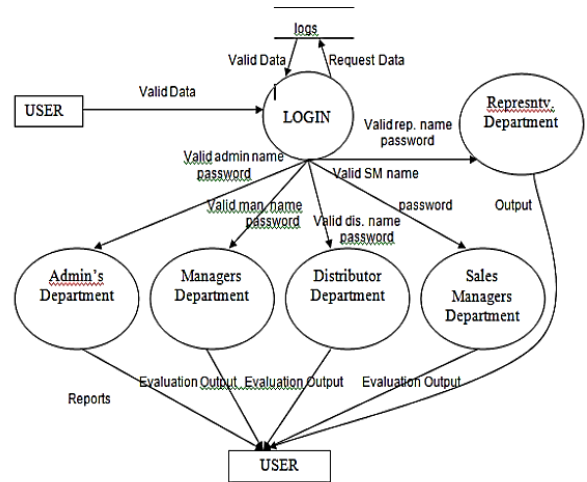 logs
Valid Data
Request Data
Valid Data
USER
LOGIN
Represntv.
Department
Valid rep. name
password
Valid admin name
password
Valid SM name
password
Valid man. name
password
Valid dis. name
password
Output
Admin's
Department
Managers
Department
Distributor
Department
Sales
Managers
Department
Reports
Evaluation Output
Evaluation Output
Evaluation Output
USER